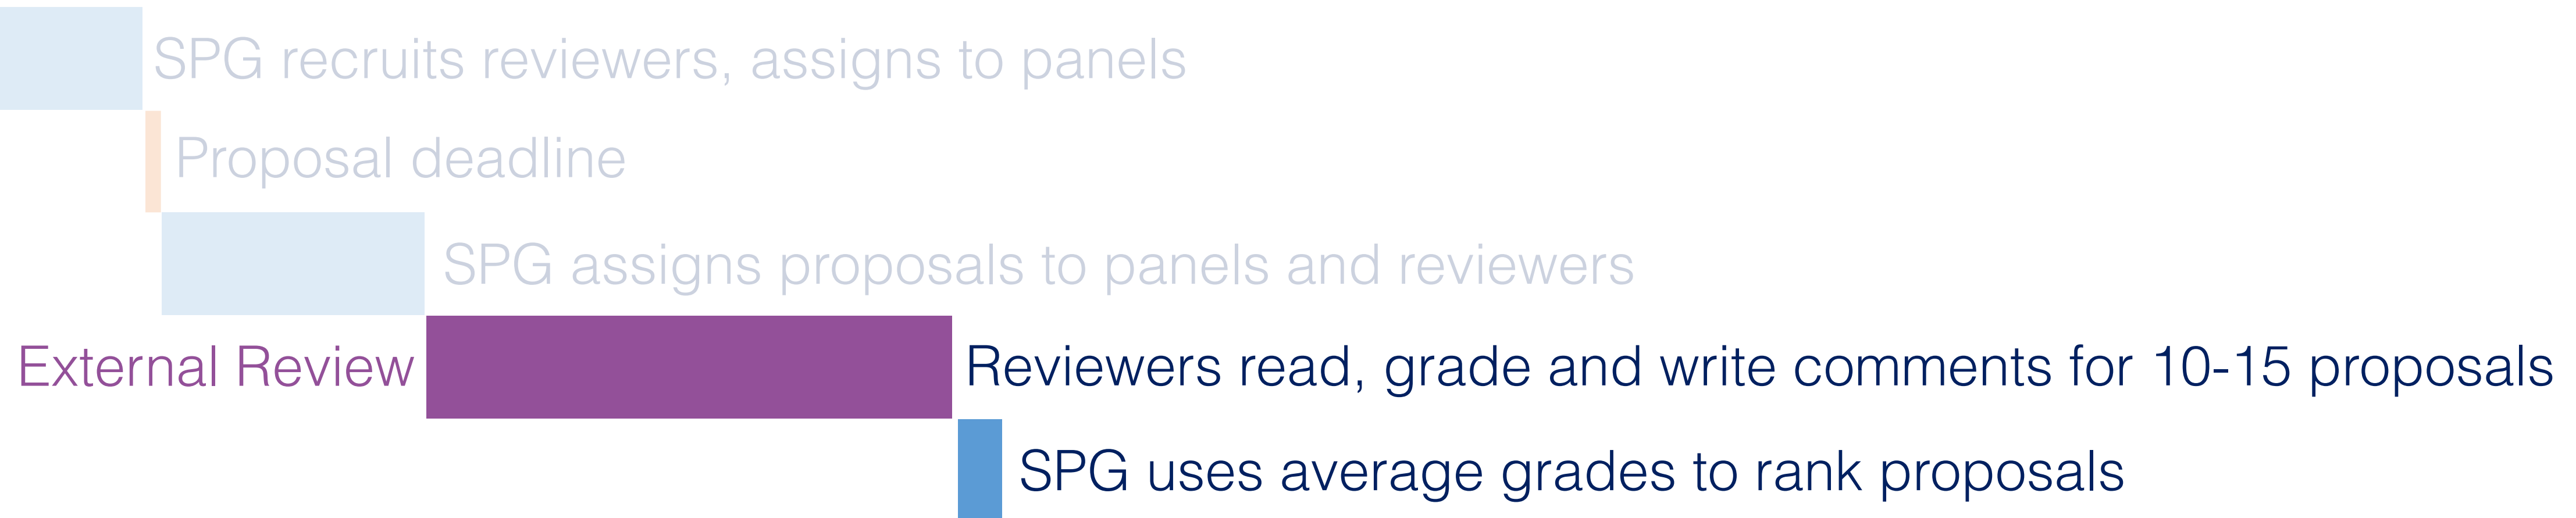 SPG recruits reviewers, assigns to panels
Proposal deadline
SPG assigns proposals to panels and reviewers
External Review
Reviewers read, grade and write comments for 10-15 proposals
SPG uses average grades to rank proposals